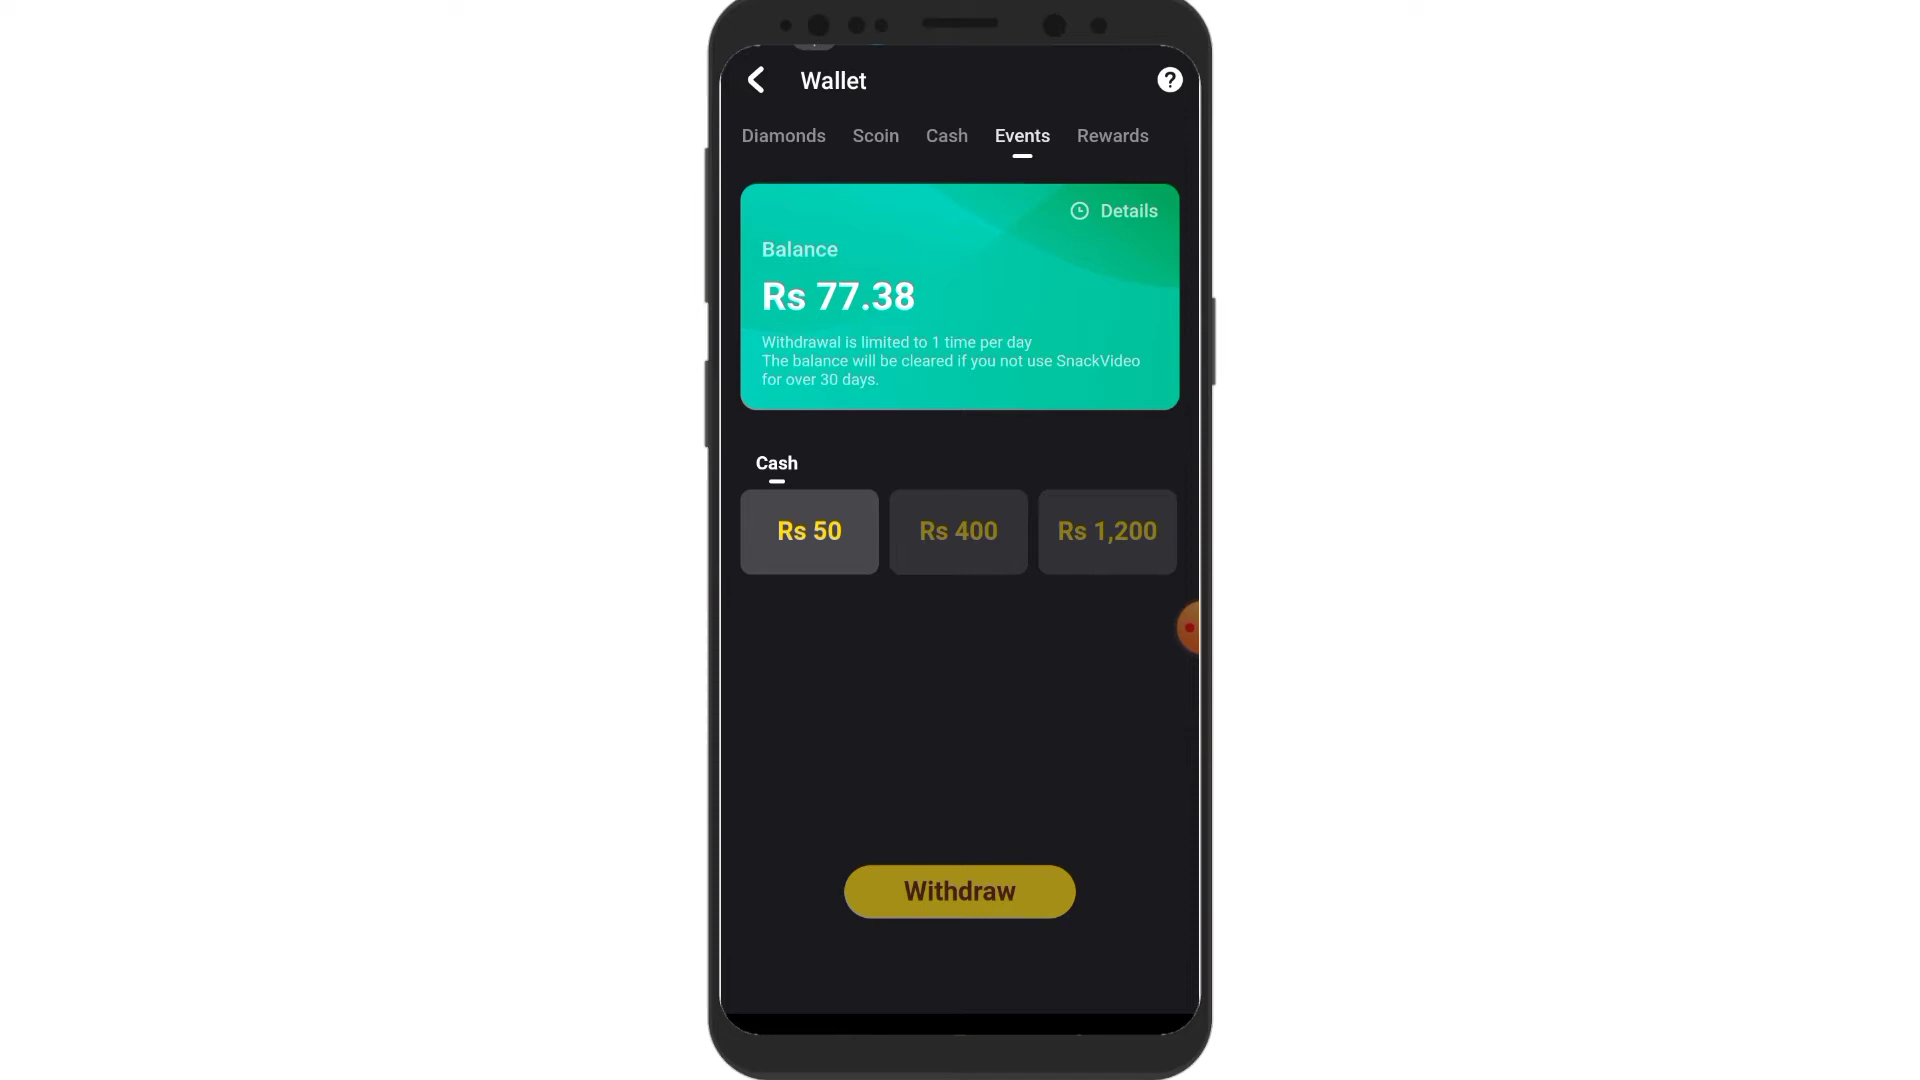 Wallet
?
Diamonds Scoin Cash Events Rewards
Details
Balance
Rs 77.38
Withdrawal is limited to 1 time per day
The balance will be cleared if you not use SnackVideo
for over 30 days.
Cash
Rs 50 Rs 400 Rs 1,200
Withdraw